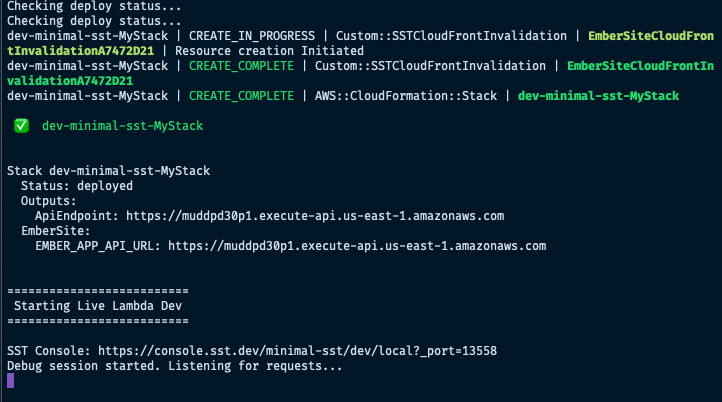 Checking deploy status...
Checking deploy status...
dev-minimal-sst-MyStack | CREATE_IN_PROGRESS | Custom::SSTCloudFrontInvalidation | EmberSiteCloudFron
tInvalidationA7472D21 | Resource creation Initiated
dev-minimal-sst-MyStack | CREATE_COMPLETE | Custom::SSTCloudFrontInvalidation | EmberSiteCloudFrontIn
validationA7472D21
dev-minimal-sst-MyStack | CREATE_COMPLETE | AWS::CloudFormation::Stack | dev-minimal-sst-MyStack
✅ dev-minimal-sst-MyStack
Stack dev-minimal-sst-MyStack
Status: deployed
Outputs:
ApiEndpoint: https://muddpd30p1.execute-api.us-east-1.amazonaws.com
EmberSite:
EMBER_APP_API_URL: https://muddpd30p1.execute-api.us-east-1.amazonaws.com
==========================
Starting Live Lambda Dev
==========================
SST Console: https://console.sst.dev/minimal-sst/dev/local?_port=13558
Debug session started. Listening for requests...